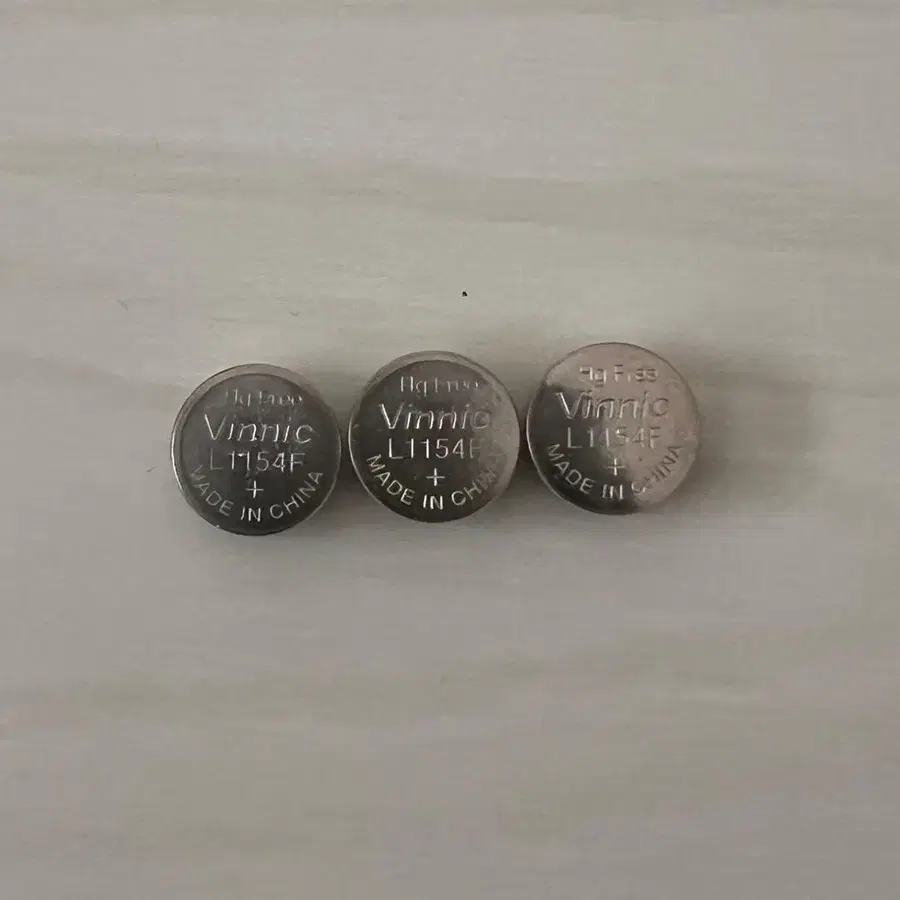 Hg Free
Vinnic
L1154F
+
MADE IN CHINA
Hg Free
Vinnic
L1154F
+
MADE IN CHINA
Hg Free
Vinnic
L1154F
+
MADE IN CHINA